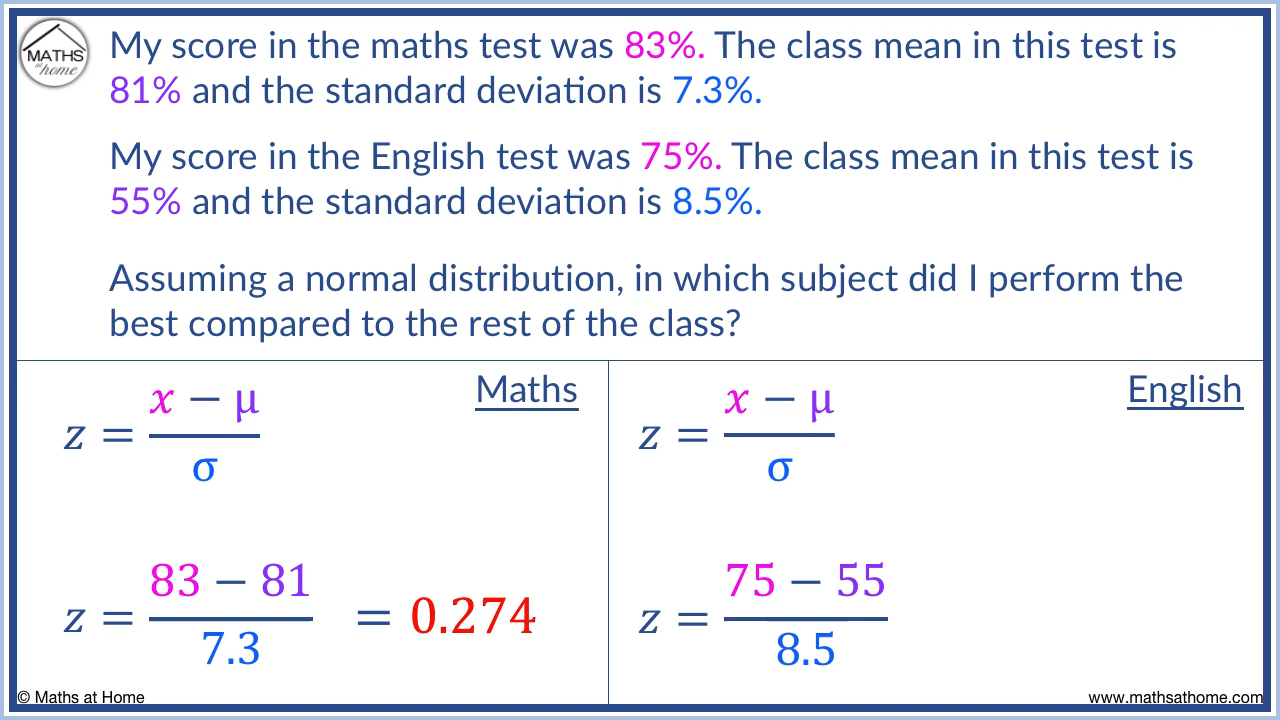 MATHS
at
home
My score in the maths test was 83%. The class mean in this test is
81% and the standard deviation is 7.3%.
My score in the English test was 75%. The class mean in this test is
55% and the standard deviation is 8.5%.
Assuming a normal distribution, in which subject did I perform the
best compared to the rest of the class?
Maths
z = (x − μ) / σ
z = (83 − 81) / 7.3 = 0.274
English
z = (x − μ) / σ
z = (75 − 55) / 8.5
© Maths at Home
www.mathsathome.com